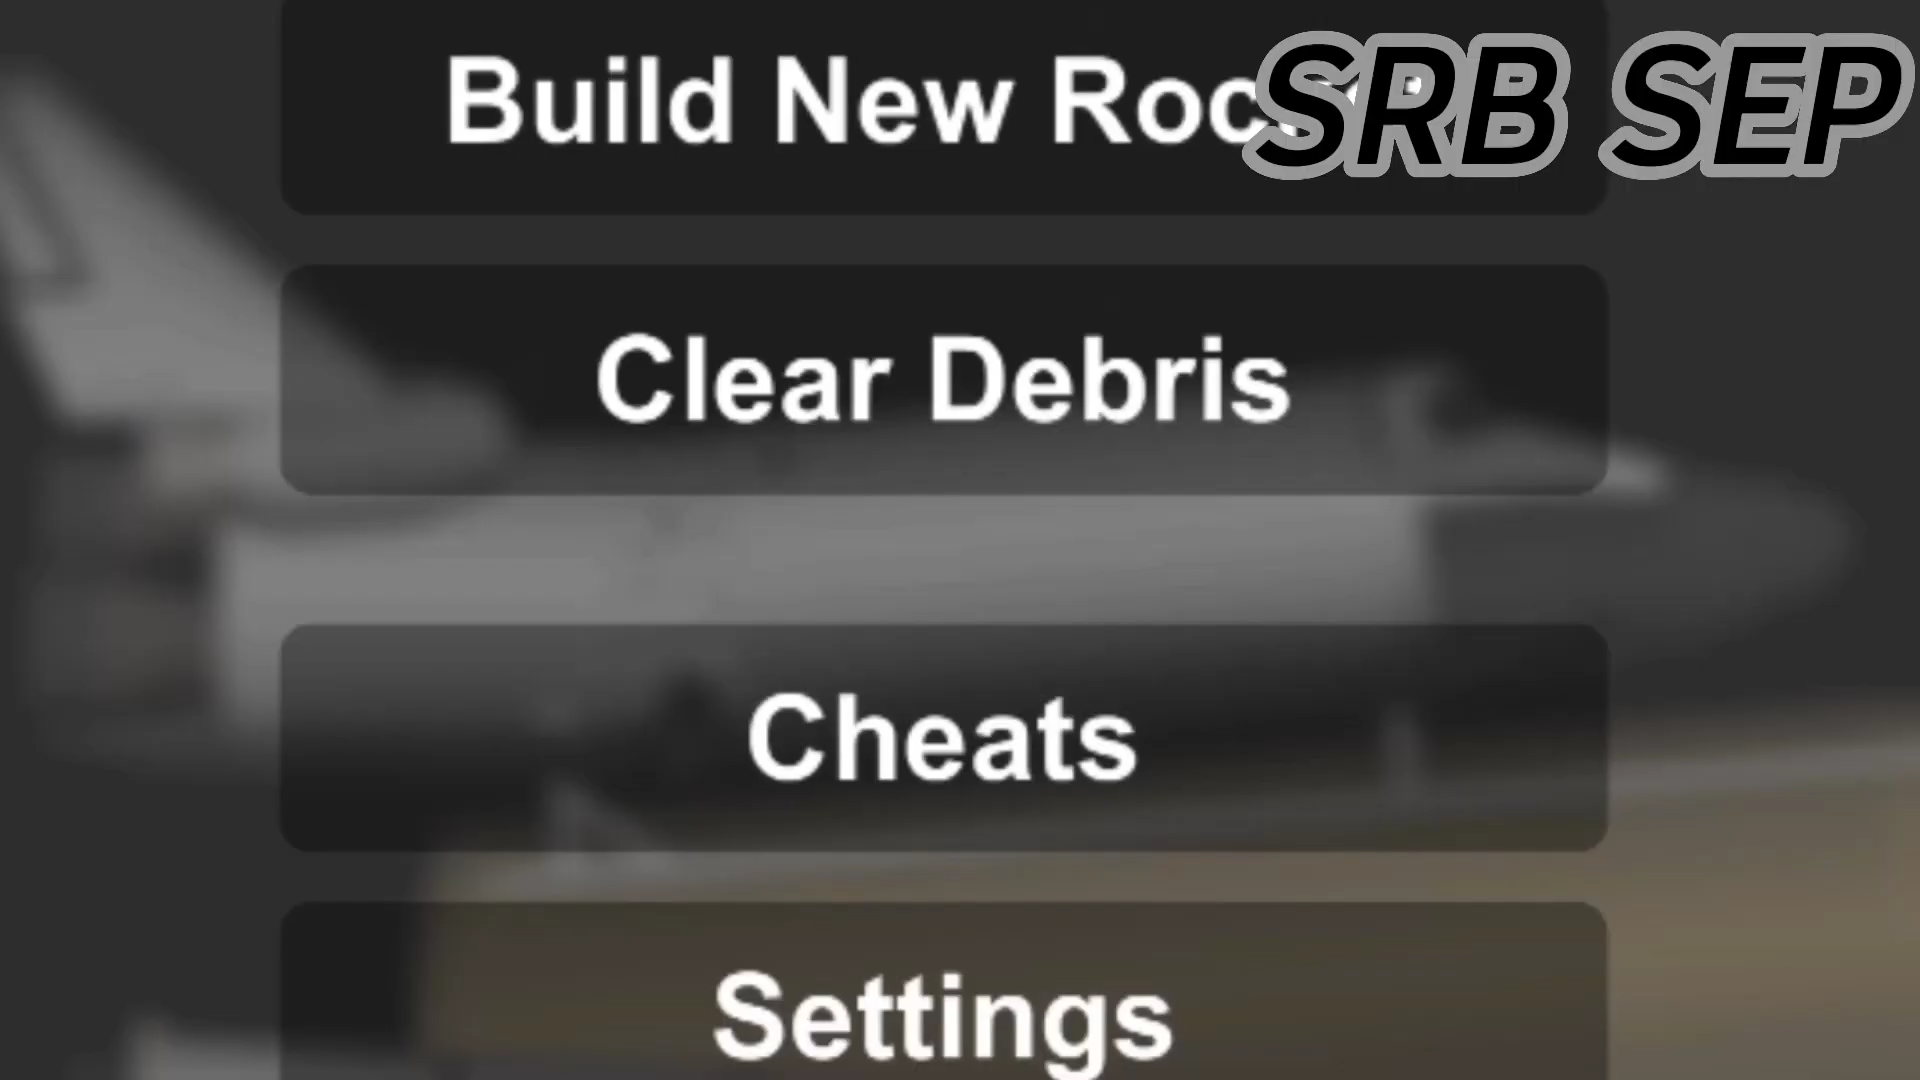 Build New Roc
SRB SEP
Clear Debris
Cheats
Settings